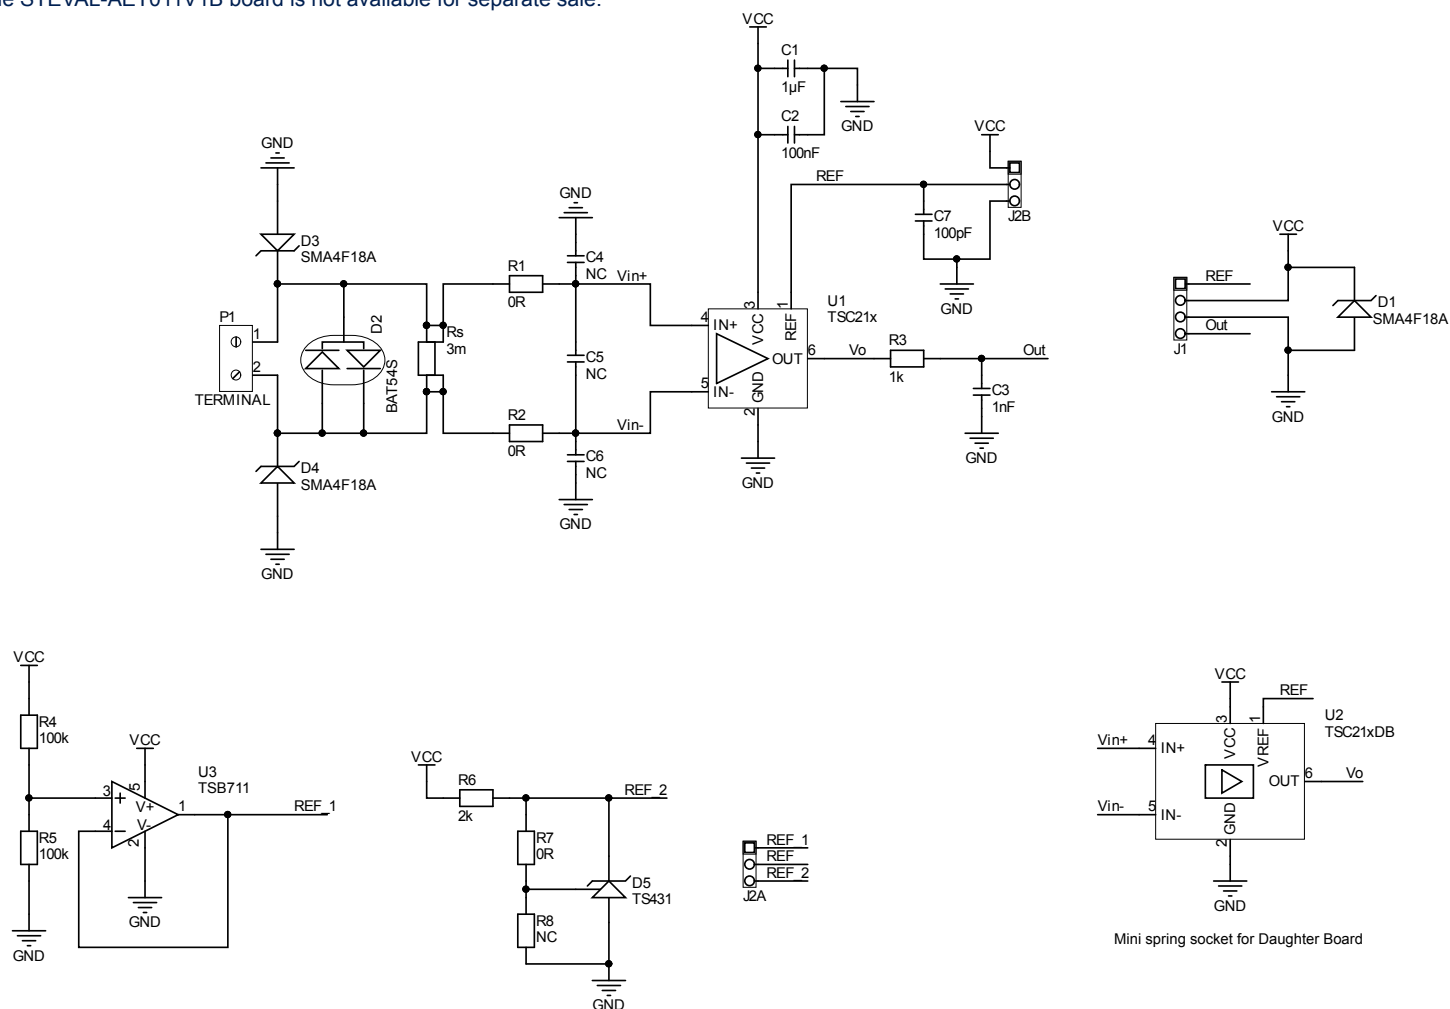 e STEVAL-AETOTTV1B board is not available for separate sale.
VCC
C1
1µF
GND
C2
100nF
VCC
REF
J2B
C7
100pF
GND
GND
D3
SMA4F18A
GND
C4
NC
R1
0R
Vin+
P1
1
2
TERMINAL
D2
BAT54S
Rs
3m
C5
NC
R2
0R
Vin-
C6
NC
GND
D4
SMA4F18A
GND
U1
TSC21x
3
1
4
IN+
VCC
REF
OUT
6
5
IN-
GND
2
GND
Vo
R3
1k
Out
C3
1nF
GND
VCC
REF
Out
J1
D1
SMA4F18A
GND
VCC
R4
100k
R5
100k
GND
VCC
U3
TSB711
3
4
5
V+
V-
2
1
REF_1
GND
VCC
R6
2k
REF_2
R7
0R
R8
NC
D5
TS431
GND
REF_1
REF
REF_2
J2A
VCC
REF
U2
TSC21xDB
3
1
Vin+
4
IN+
VCC
VREF
OUT
6
Vo
Vin-
5
IN-
GND
2
GND
Mini spring socket for Daughter Board